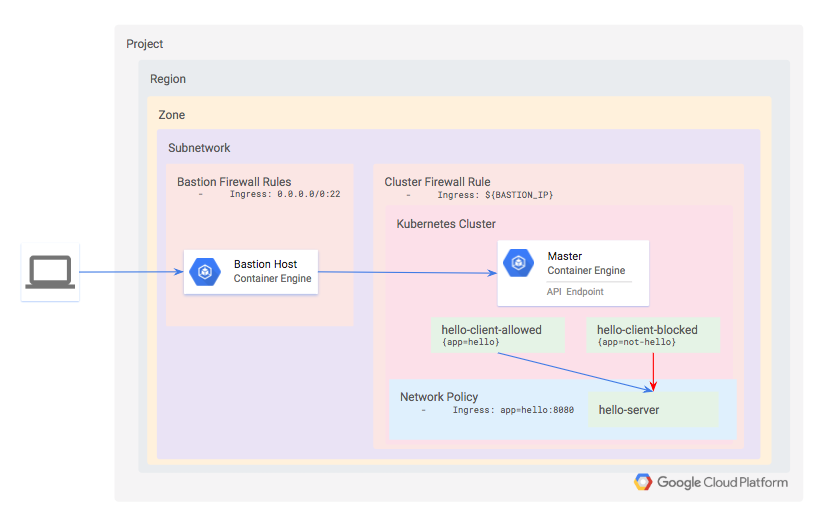 Project
Region
Zone
Subnetwork
Bastion Firewall Rules
- Ingress: 0.0.0.0/0:22
Cluster Firewall Rule
- Ingress: ${BASTION_IP}
Kubernetes Cluster
Bastion Host
Container Engine
Master
Container Engine
API Endpoint
hello-client-allowed
{app=hello}
hello-client-blocked
{app=not-hello}
Network Policy
- Ingress: app=hello:8080
hello-server
Google Cloud Platform